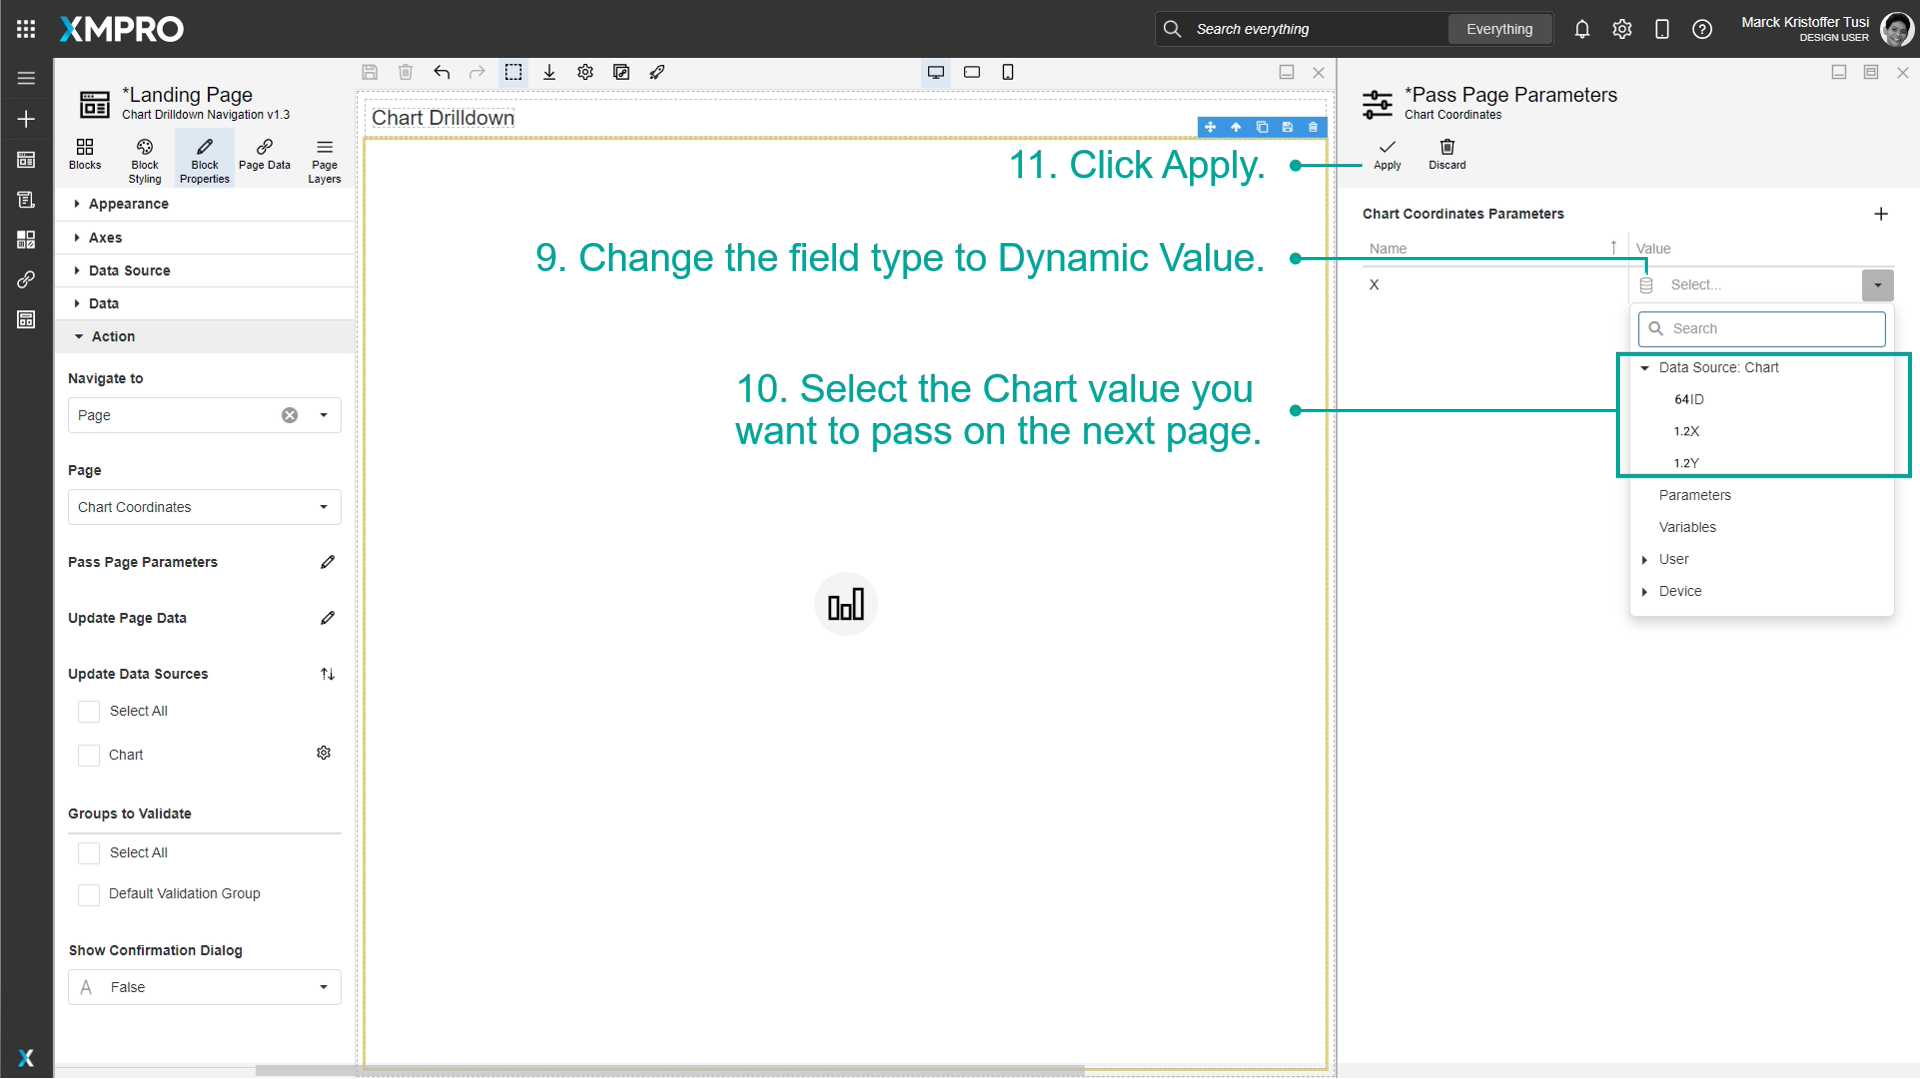 XMPRO
Search everything
Everything
Marck Kristoffer Tusi
DESIGN USER
*Landing Page
Chart Drilldown Navigation v1.3
Blocks
Block Styling
Block Properties
Page Data
Page Layers
Appearance
Axes
Data Source
Data
Action
Navigate to
Page
Page
Chart Coordinates
Pass Page Parameters
Update Page Data
Update Data Sources
Select All
Chart
Groups to Validate
Select All
Default Validation Group
Show Confirmation Dialog
A False
X
Chart Drilldown
11. Click Apply.
9. Change the field type to Dynamic Value.
10. Select the Chart value you
want to pass on the next page.
*Pass Page Parameters
Chart Coordinates
Apply
Discard
Chart Coordinates Parameters
Name
Value
X
Select...
Search
Data Source: Chart
64 ID
1.2 X
1.2 Y
Parameters
Variables
User
Device